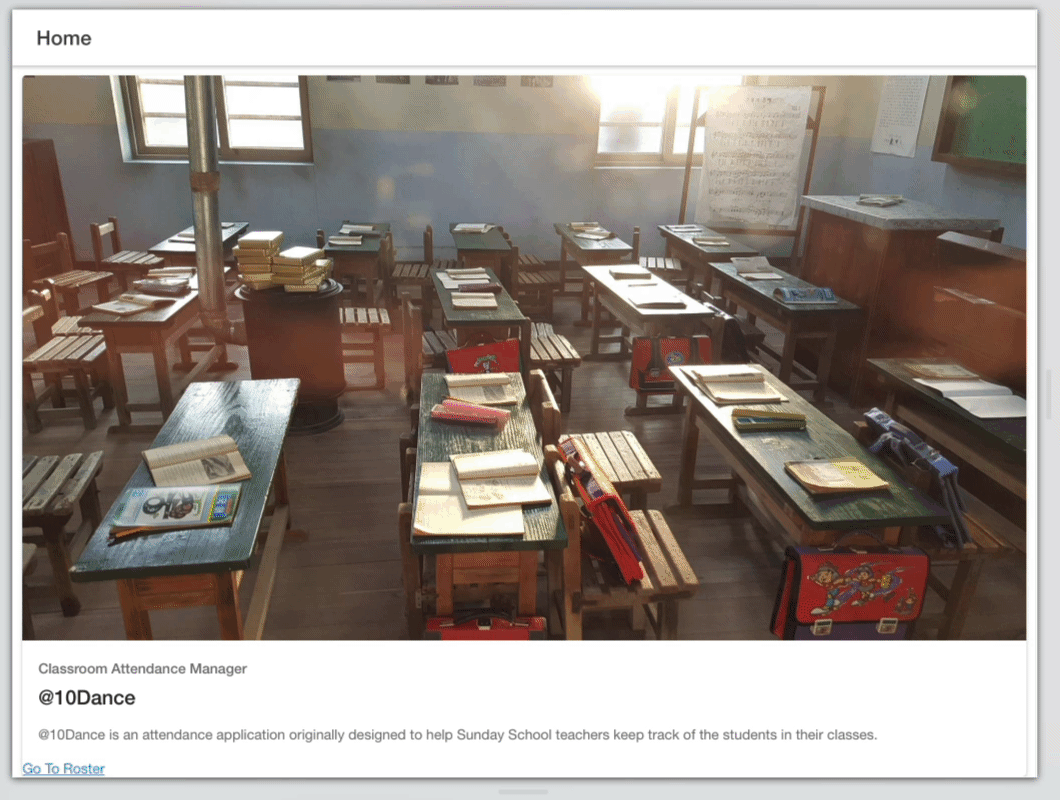 Home
Classroom Attendance Manager
@10Dance
@10Dance is an attendance application originally designed to help Sunday School teachers keep track of the students in their classes.
Go To Roster